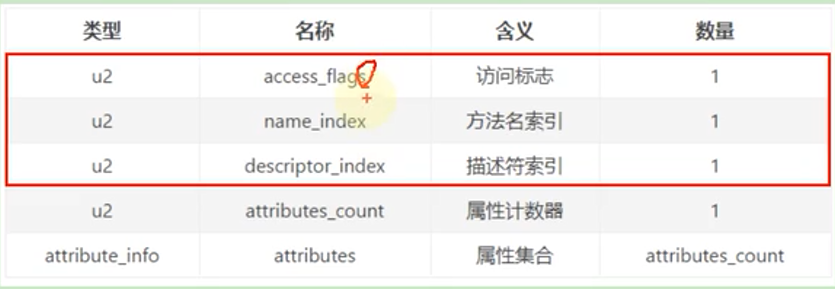 类型 名称 含义 数量
u2 access_flags 访问标志 1
u2 name_index 方法名索引 1
u2 descriptor_index 描述符索引 1
u2 attributes_count 属性计数器 1
attribute_info attributes 属性集合 attributes_count